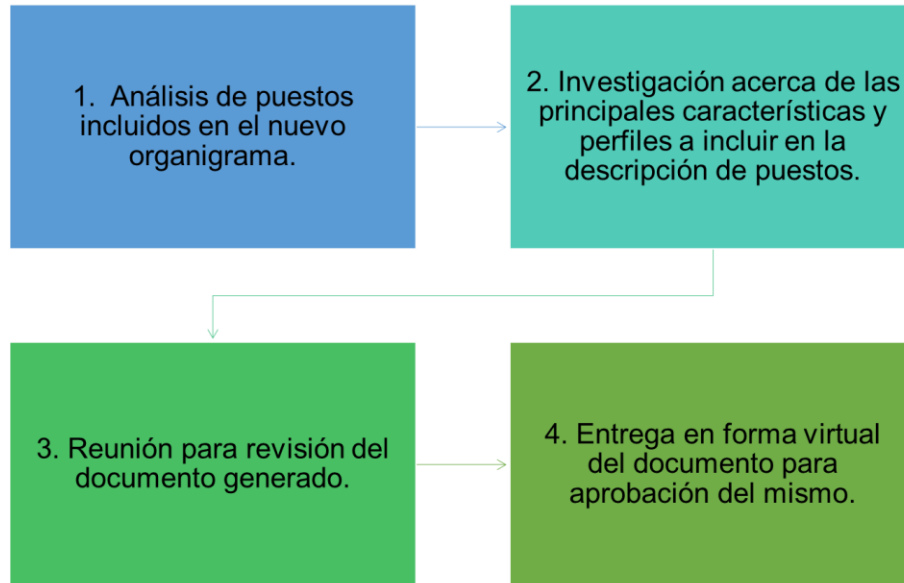 1. Análisis de puestos
incluidos en el nuevo
organigrama.
2. Investigación acerca de las
principales característificas y
perfiles a incluir en la
descripción de puestos.
3. Reunión para revisión del
documento generado.
4. Entrega en forma virtual
del documento para
aprobación del mismo.